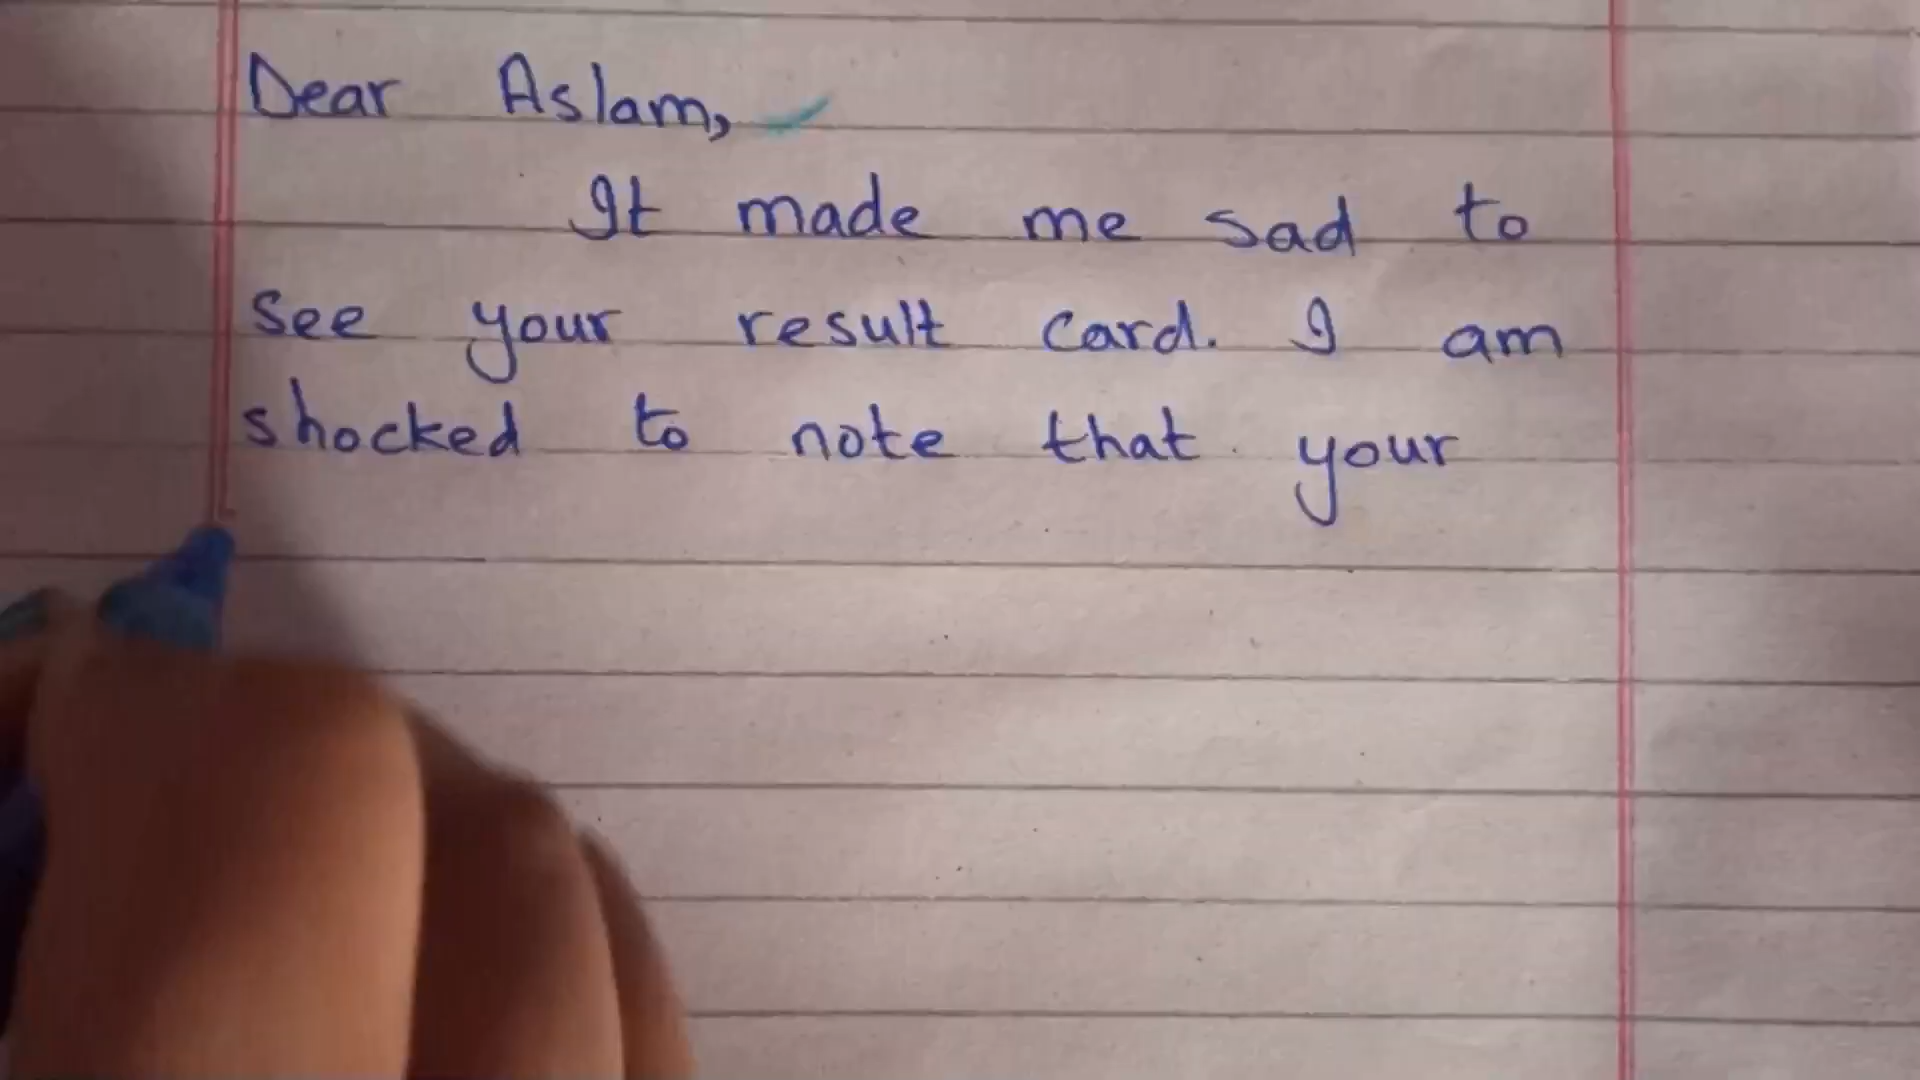 Dear Aslam,
It made me sad to
see your result card. I am
shocked to note that your